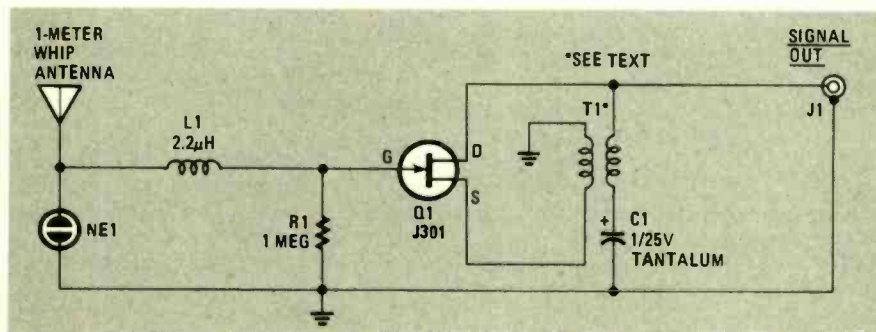 1-METER
WHIP
ANTENNA
L1
2.2µH
NE1
R1
1 MEG
G
D
S
Q1
J301
*SEE TEXT
T1*
+
C1
1/25V
TANTALUM
SIGNAL
OUT
J1